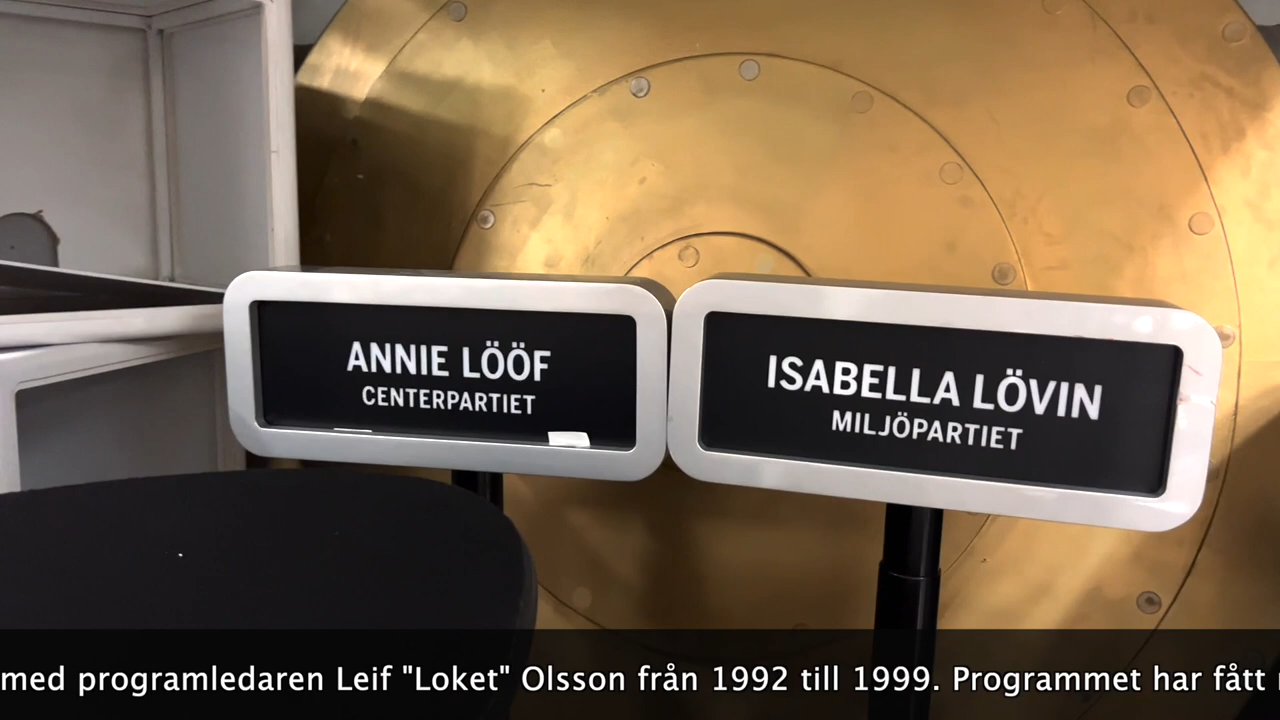 ANNIE LÖÖF
CENTERPARTIET
ISABELLA LÖVIN
MILJÖPARTIET
med programledaren Leif "Loket" Olsson från 1992 till 1999. Programmet har fått